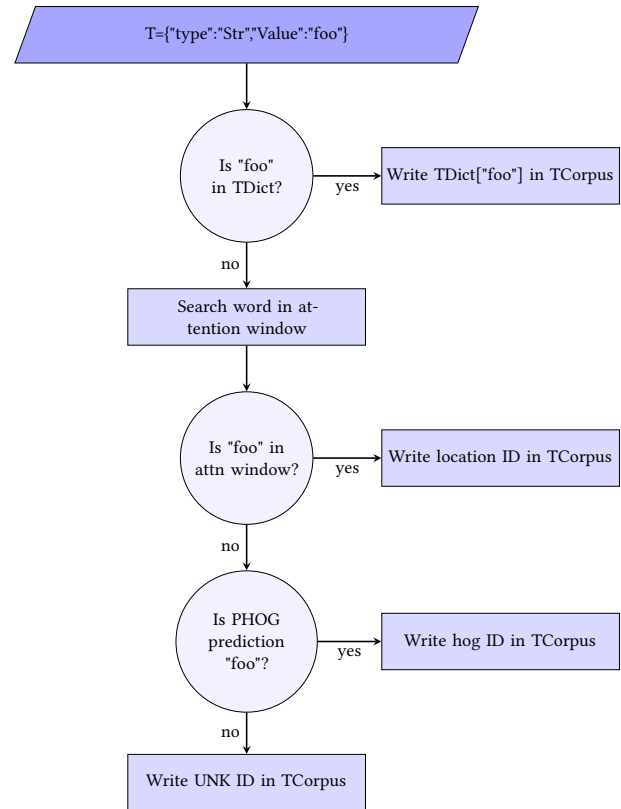 T={"type":"Str","Value":"foo"}
Is "foo"
in TDict?
yes
Write TDict["foo"] in TCorpus
no
Search word in at-
tention window
Is "foo" in
attn window?
yes
Write location ID in TCorpus
no
Is PHOG
prediction
"foo"?
yes
Write hog ID in TCorpus
no
Write UNK ID in TCorpus